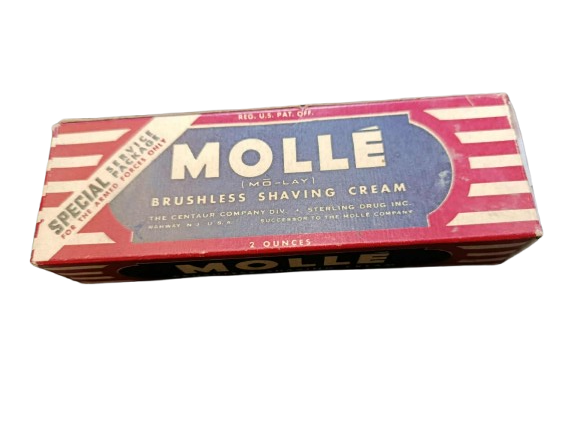 REG. U.S. PAT. OFF.
SPECIAL SERVICE PACKAGE
FOR THE ARMED FORCES ONLY
MOLLÉ
(MO-LAY)
BRUSHLESS SHAVING CREAM
THE CENTAUR COMPANY DIV. • STERLING DRUG INC.
RAHWAY N.J. U.S.A. SUCCESSOR TO THE MOLLÉ COMPANY
2 OUNCES
MOLLE